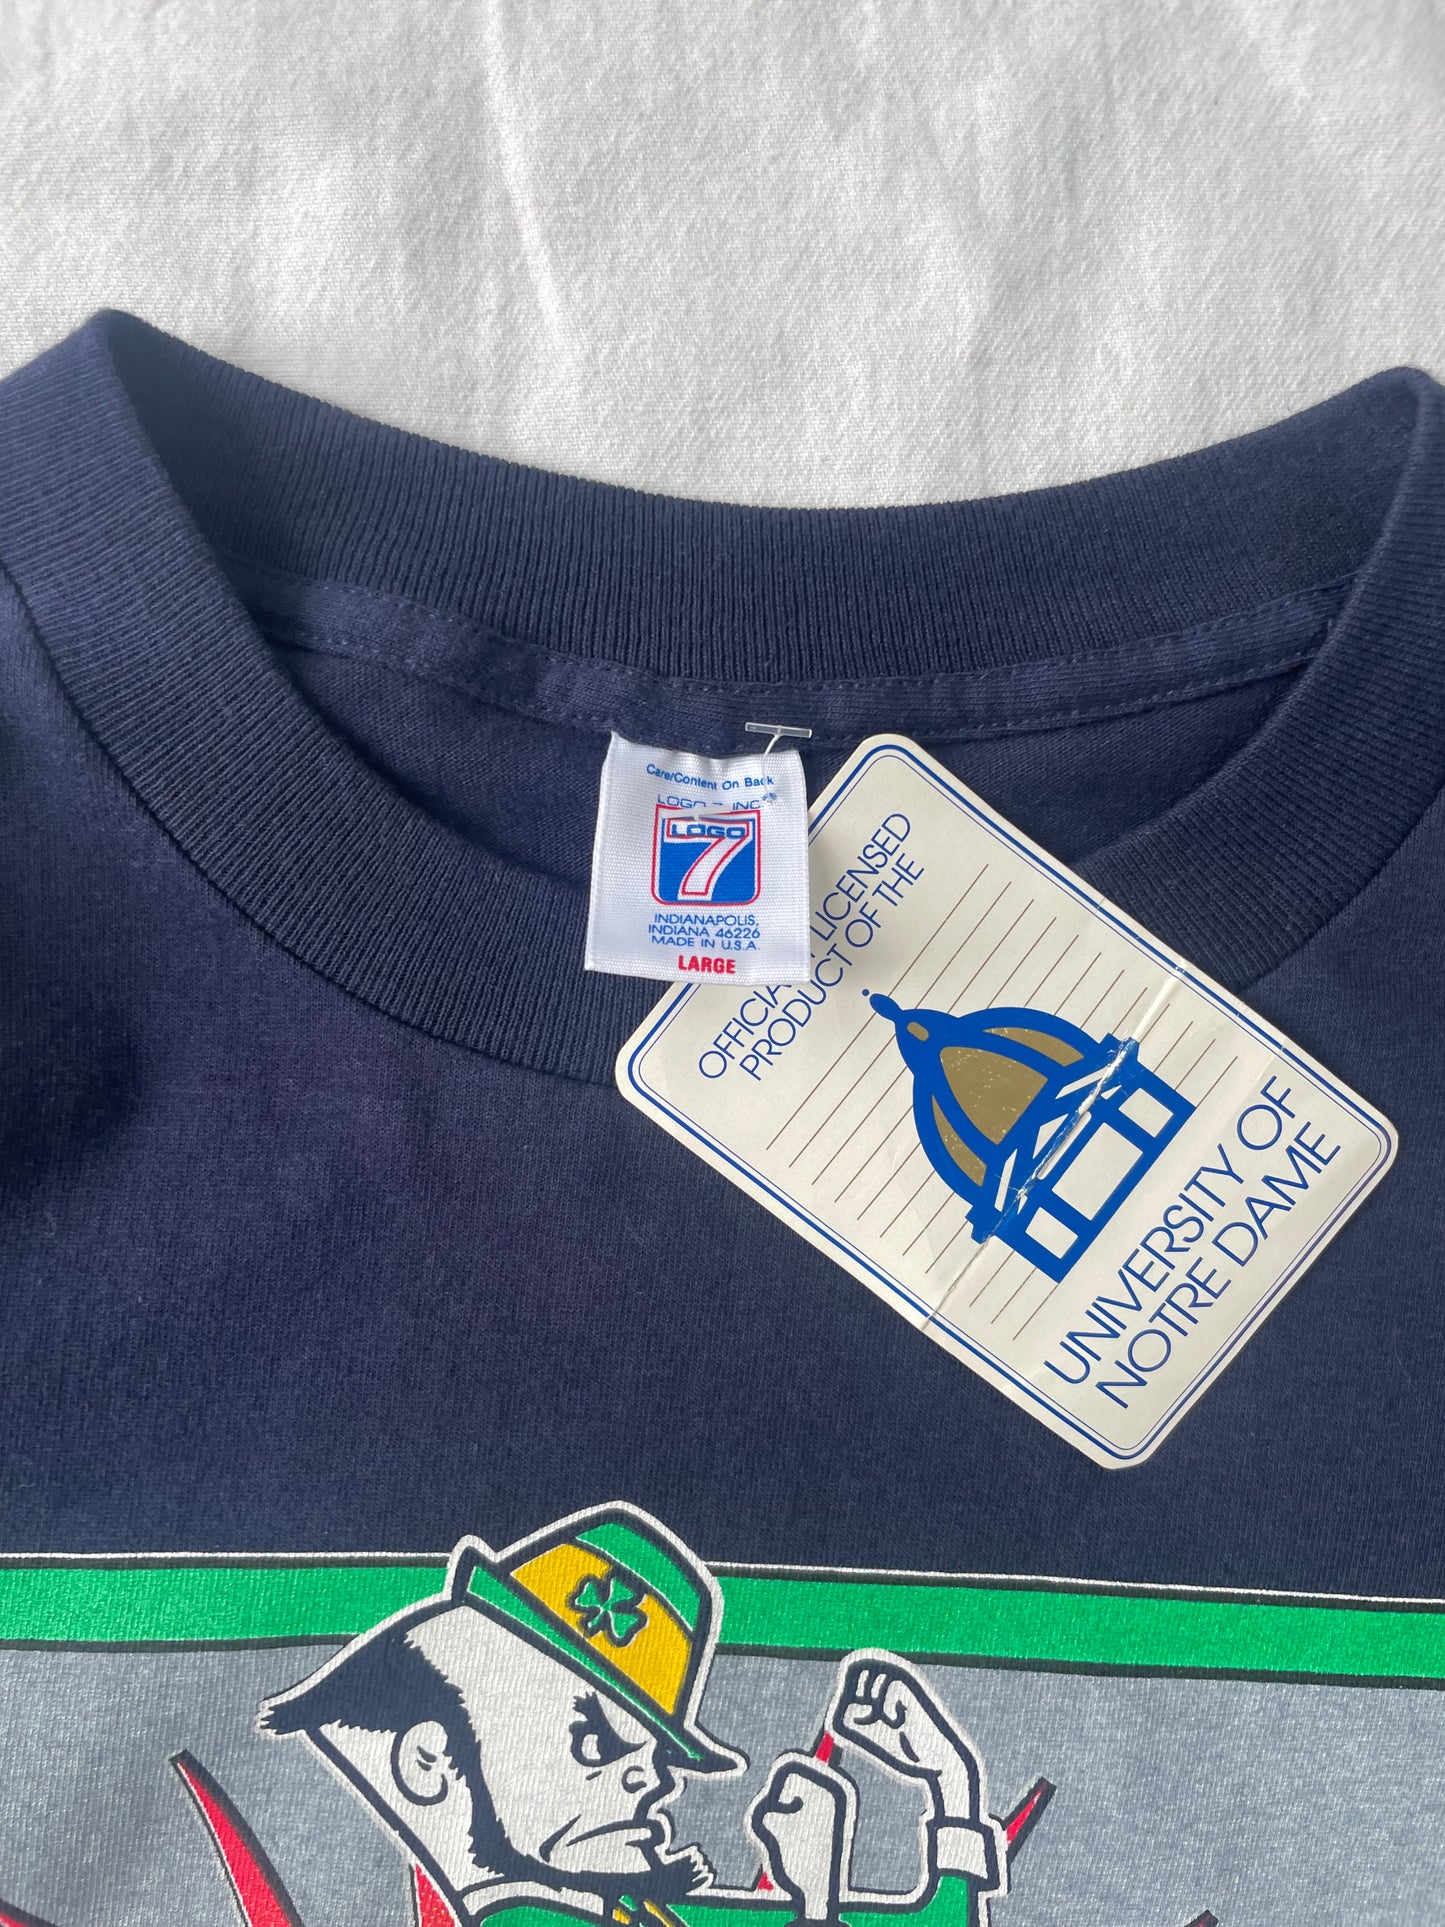 Care/Content On Back
LOGO 7 INC
LOGO
7
INDIANAPOLIS,
INDIANA 46226
MADE IN U.S.A.
LARGE
LICENSED
PRODUCT OF THE
UNIVERSITY OF
NOTRE DAME